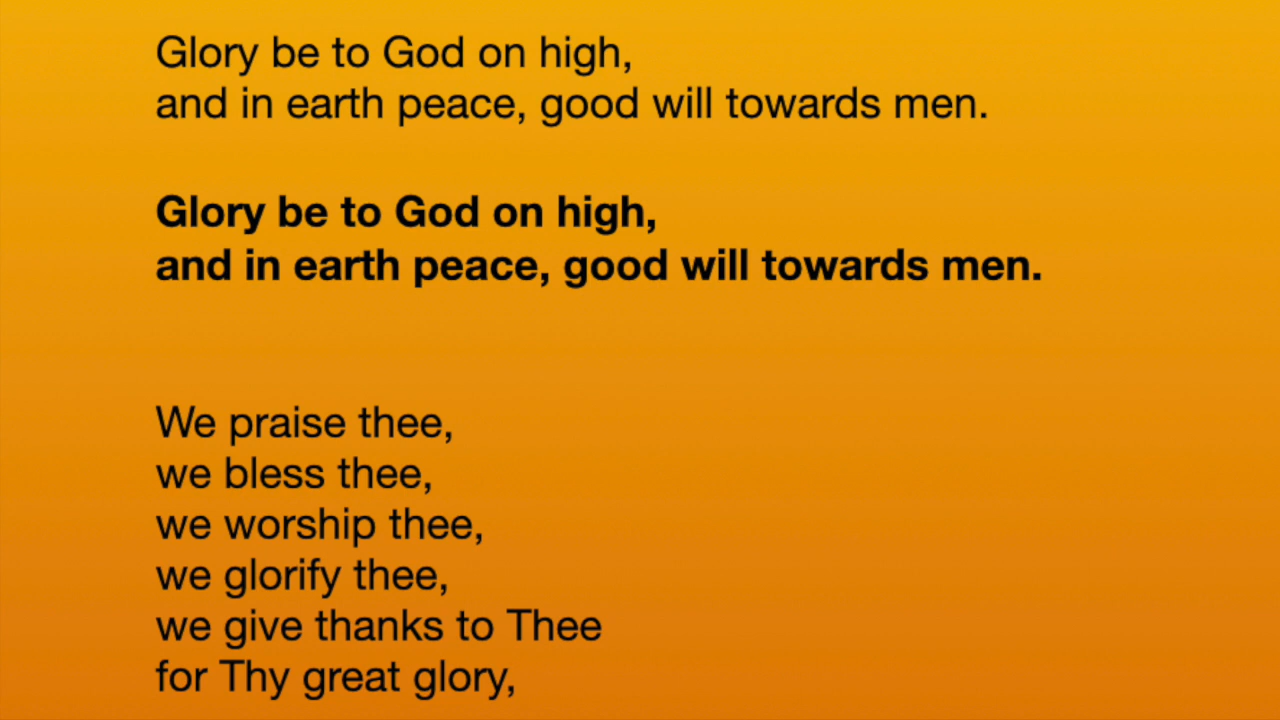 Glory be to God on high,
and in earth peace, good will towards men.
Glory be to God on high,
and in earth peace, good will towards men.
We praise thee,
we bless thee,
we worship thee,
we glorify thee,
we give thanks to Thee
for Thy great glory,